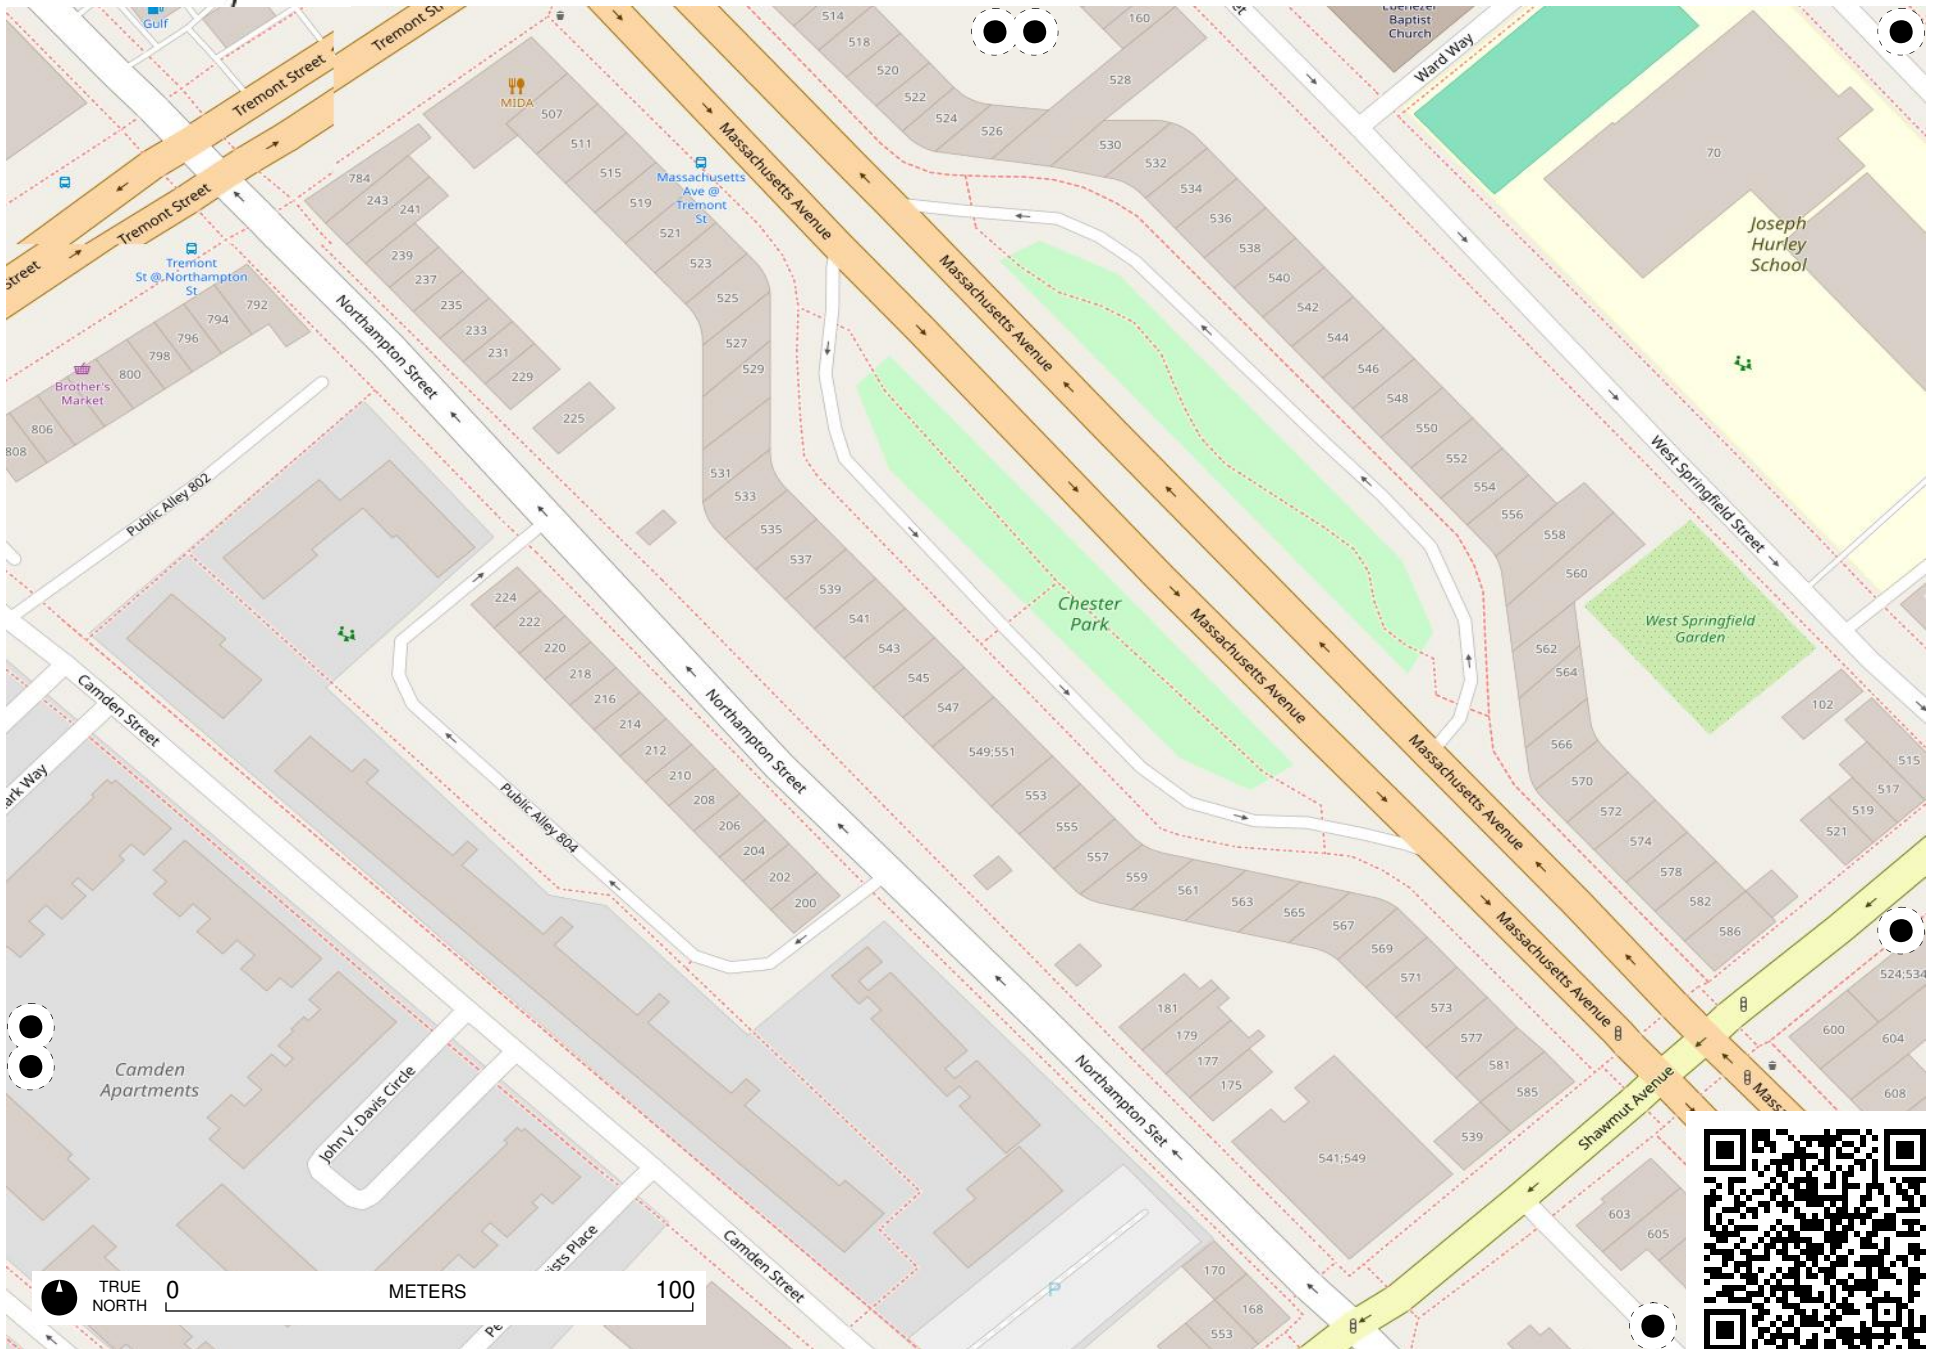 Gulf
Tremont Street
Tremont St
514
518
520
522
524
526
160
528
530
532
534
536
538
540
542
544
546
548
550
552
554
556
558
560
562
564
566
570
572
574
578
582
586
Ebenezer
Baptist
Church
Ward Way
70
Joseph
Hurley
School
MIDA
507
511
515
519
521
523
525
527
529
531
533
535
537
539
541
543
545
547
549;551
553
555
557
559
561
563
565
567
569
571
573
577
581
585
539
541;549
Massachusetts
Ave @
Tremont
St
Massachusetts Avenue
Massachusetts Avenue
Tremont Street
Street
Tremont
St @ Northampton
St
784
243
241
239
237
235
233
231
229
225
792
794
796
798
800
806
808
Brother's
Market
Northampton Street
Public Alley 802
West Springfield Street
West Springfield
Garden
102
515
517
519
521
Chester
Park
Massachusetts Avenue
Massachusetts Avenue
Massachusetts Avenue
224
222
220
218
216
214
212
210
208
206
204
202
200
Northampton Street
Public Alley 804
Camden Street
ark Way
Camden
Apartments
John V. Davis Circle
181
179
177
175
Northampton Stet
Shawmut Avenue
Mass
524;534
600
604
608
603
605
170
168
553
P
Camden Street
ists Place
Pe
TRUE
NORTH
0
METERS
100